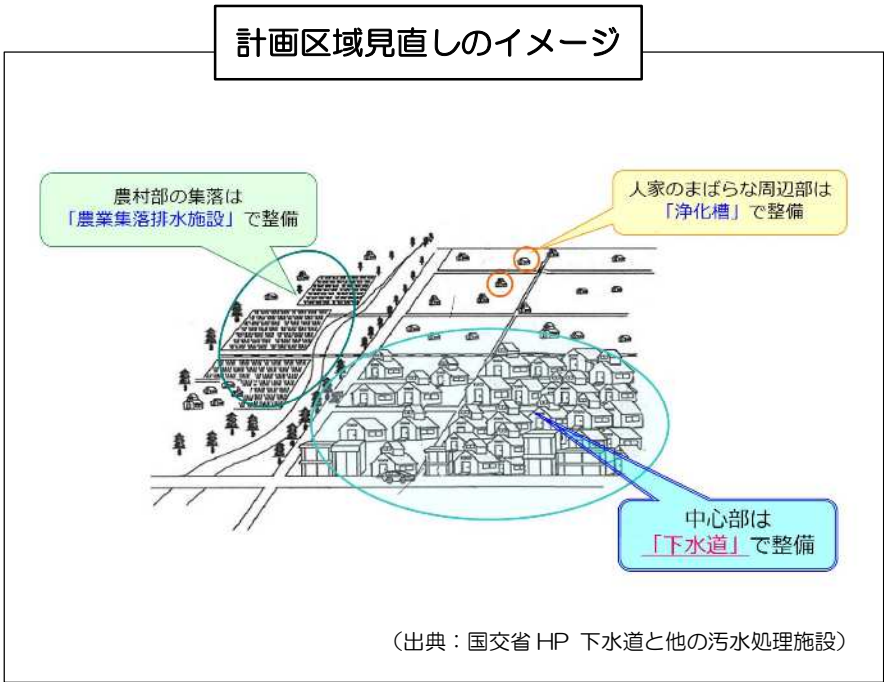 計画区域見直しのイメージ
農村部の集落は
「農業集落排水施設」で整備
人家のまばらな周辺部は
「浄化槽」で整備
中心部は
「下水道」で整備
（出典：国交省 HP 下水道と他の汚水処理施設）